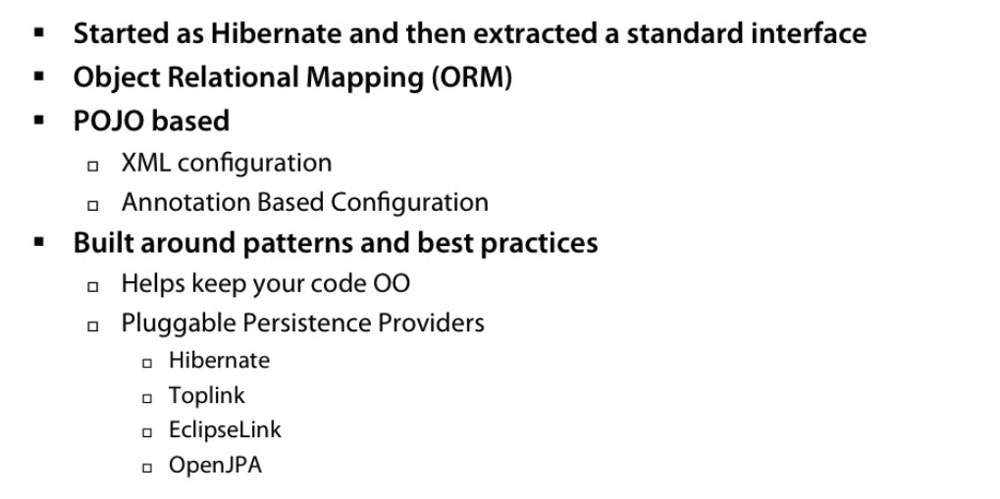 Started as Hibernate and then extracted a standard interface
Object Relational Mapping (ORM)
POJO based
XML configuration
Annotation Based Configuration
Built around patterns and best practices
Helps keep your code OO
Pluggable Persistence Providers
Hibernate
Toplink
EclipseLink
OpenJPA